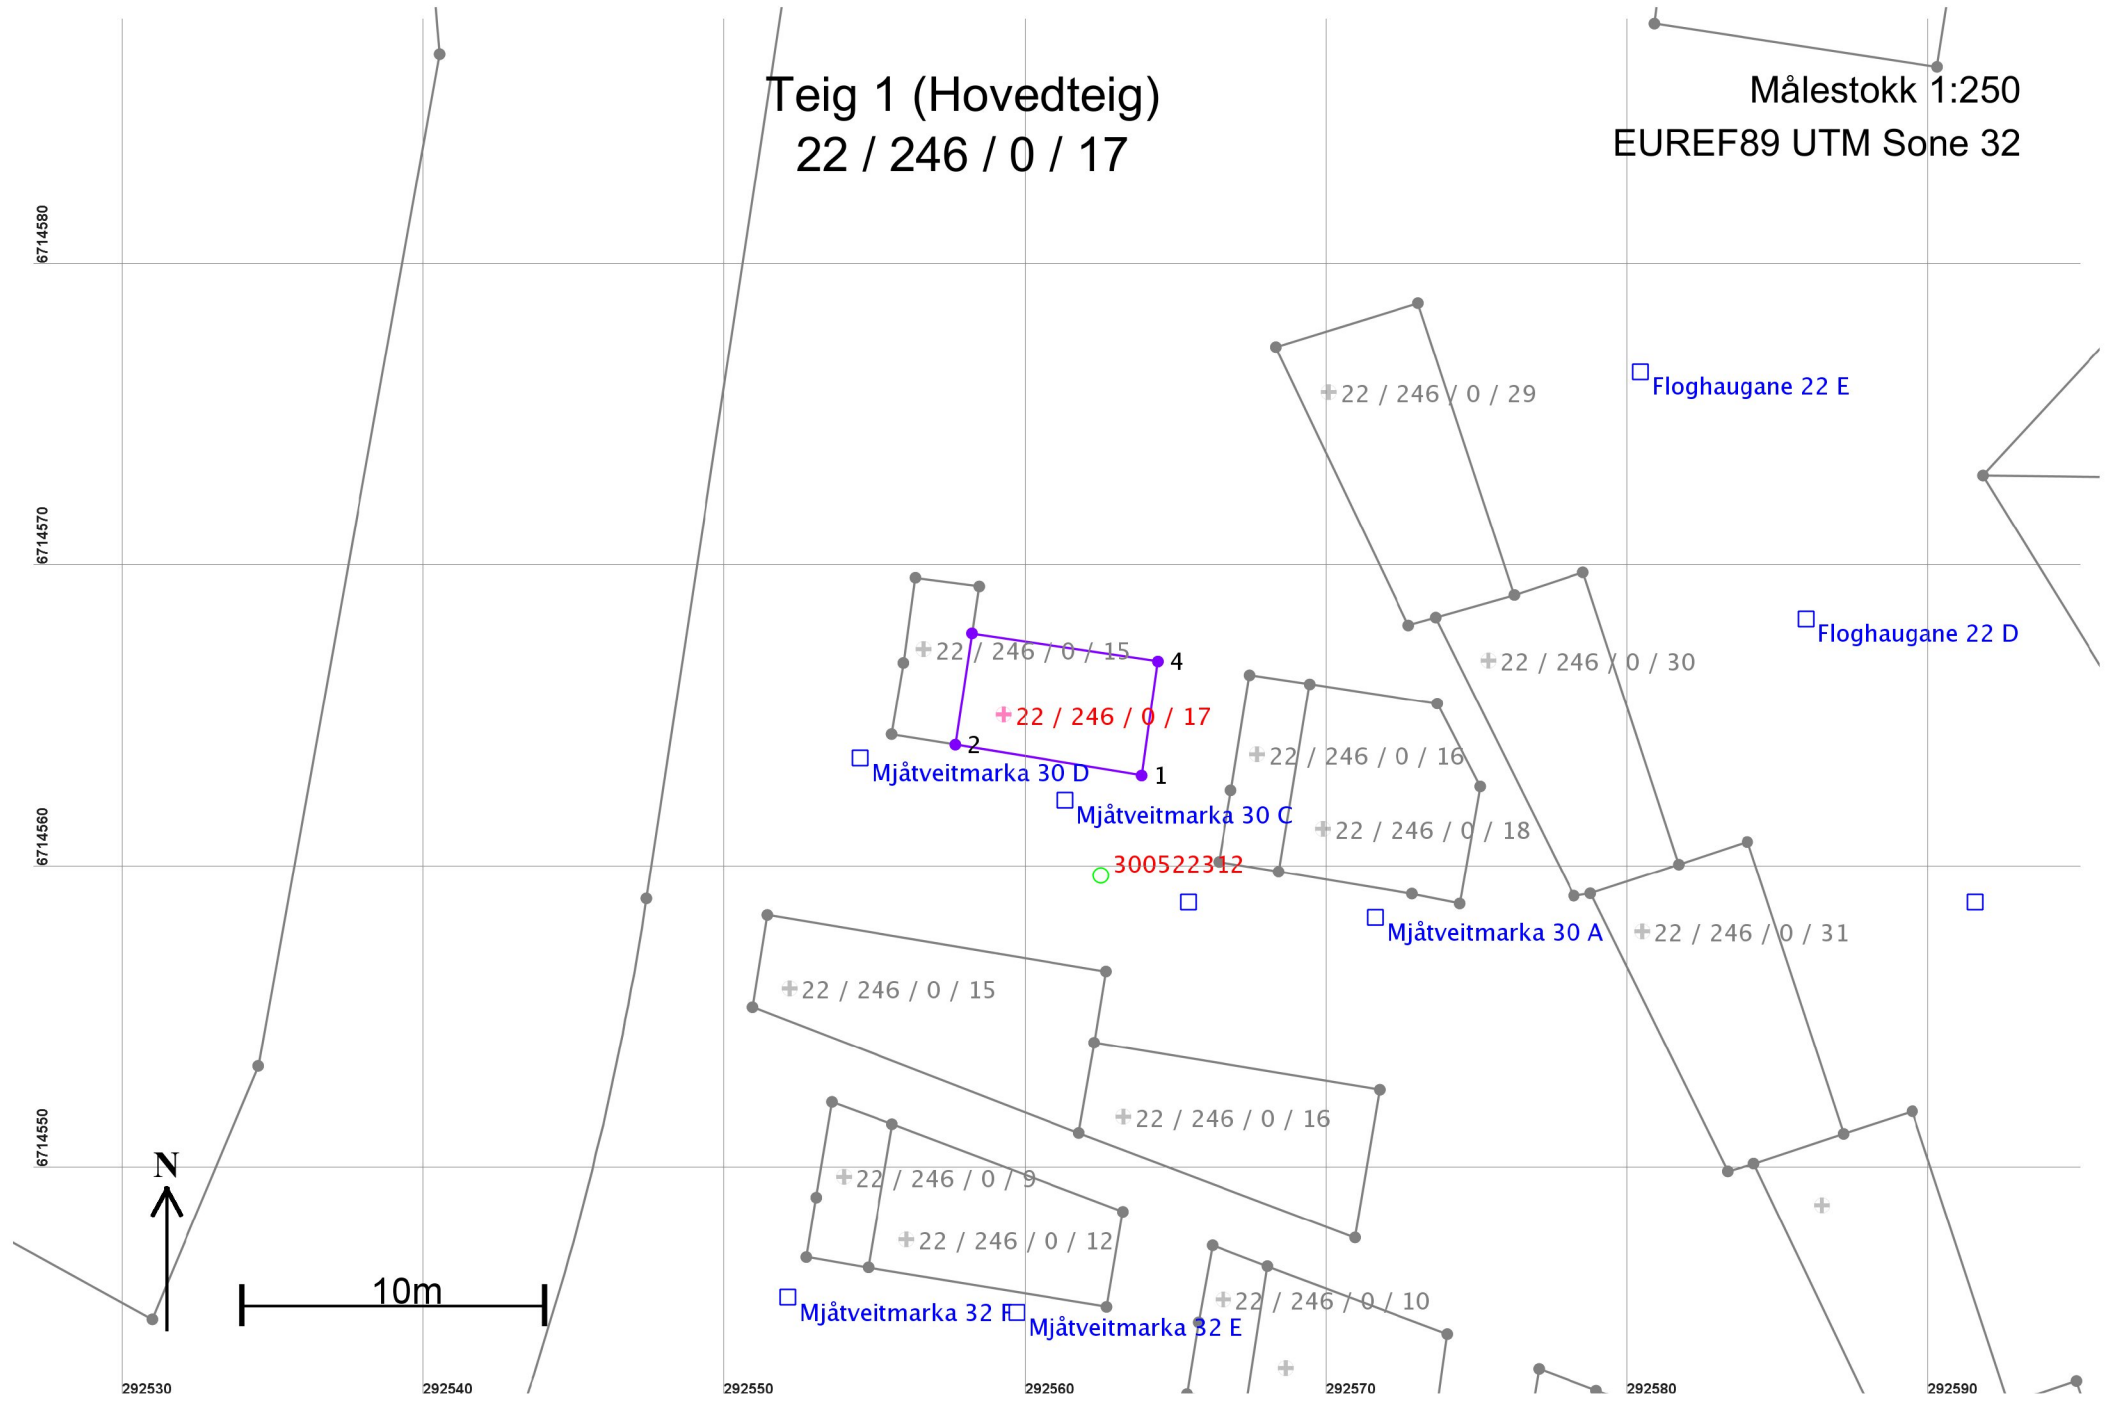 Teig 1 (Hovedteig)
22 / 246 / 0 / 17
Målestokk 1:250
EUREF89 UTM Sone 32
6714580
22 / 246 / 0 / 29
Floghaugane 22 E
6714570
Floghaugane 22 D
22 / 246 / 0 / 15
4
22 / 246 / 0 / 30
22 / 246 / 0 / 17
2
22 / 246 / 0 / 16
Mjåtveitmarka 30 D
1
Mjåtveitmarka 30 C
22 / 246 / 0 / 18
6714560
300522312
Mjåtveitmarka 30 A
22 / 246 / 0 / 31
22 / 246 / 0 / 15
22 / 246 / 0 / 16
6714550
N
22 / 246 / 0 / 9
22 / 246 / 0 / 12
10m
22 / 246 / 0 / 10
Mjåtveitmarka 32 F
Mjåtveitmarka 32 E
292530
292540
292550
292560
292570
292580
292590